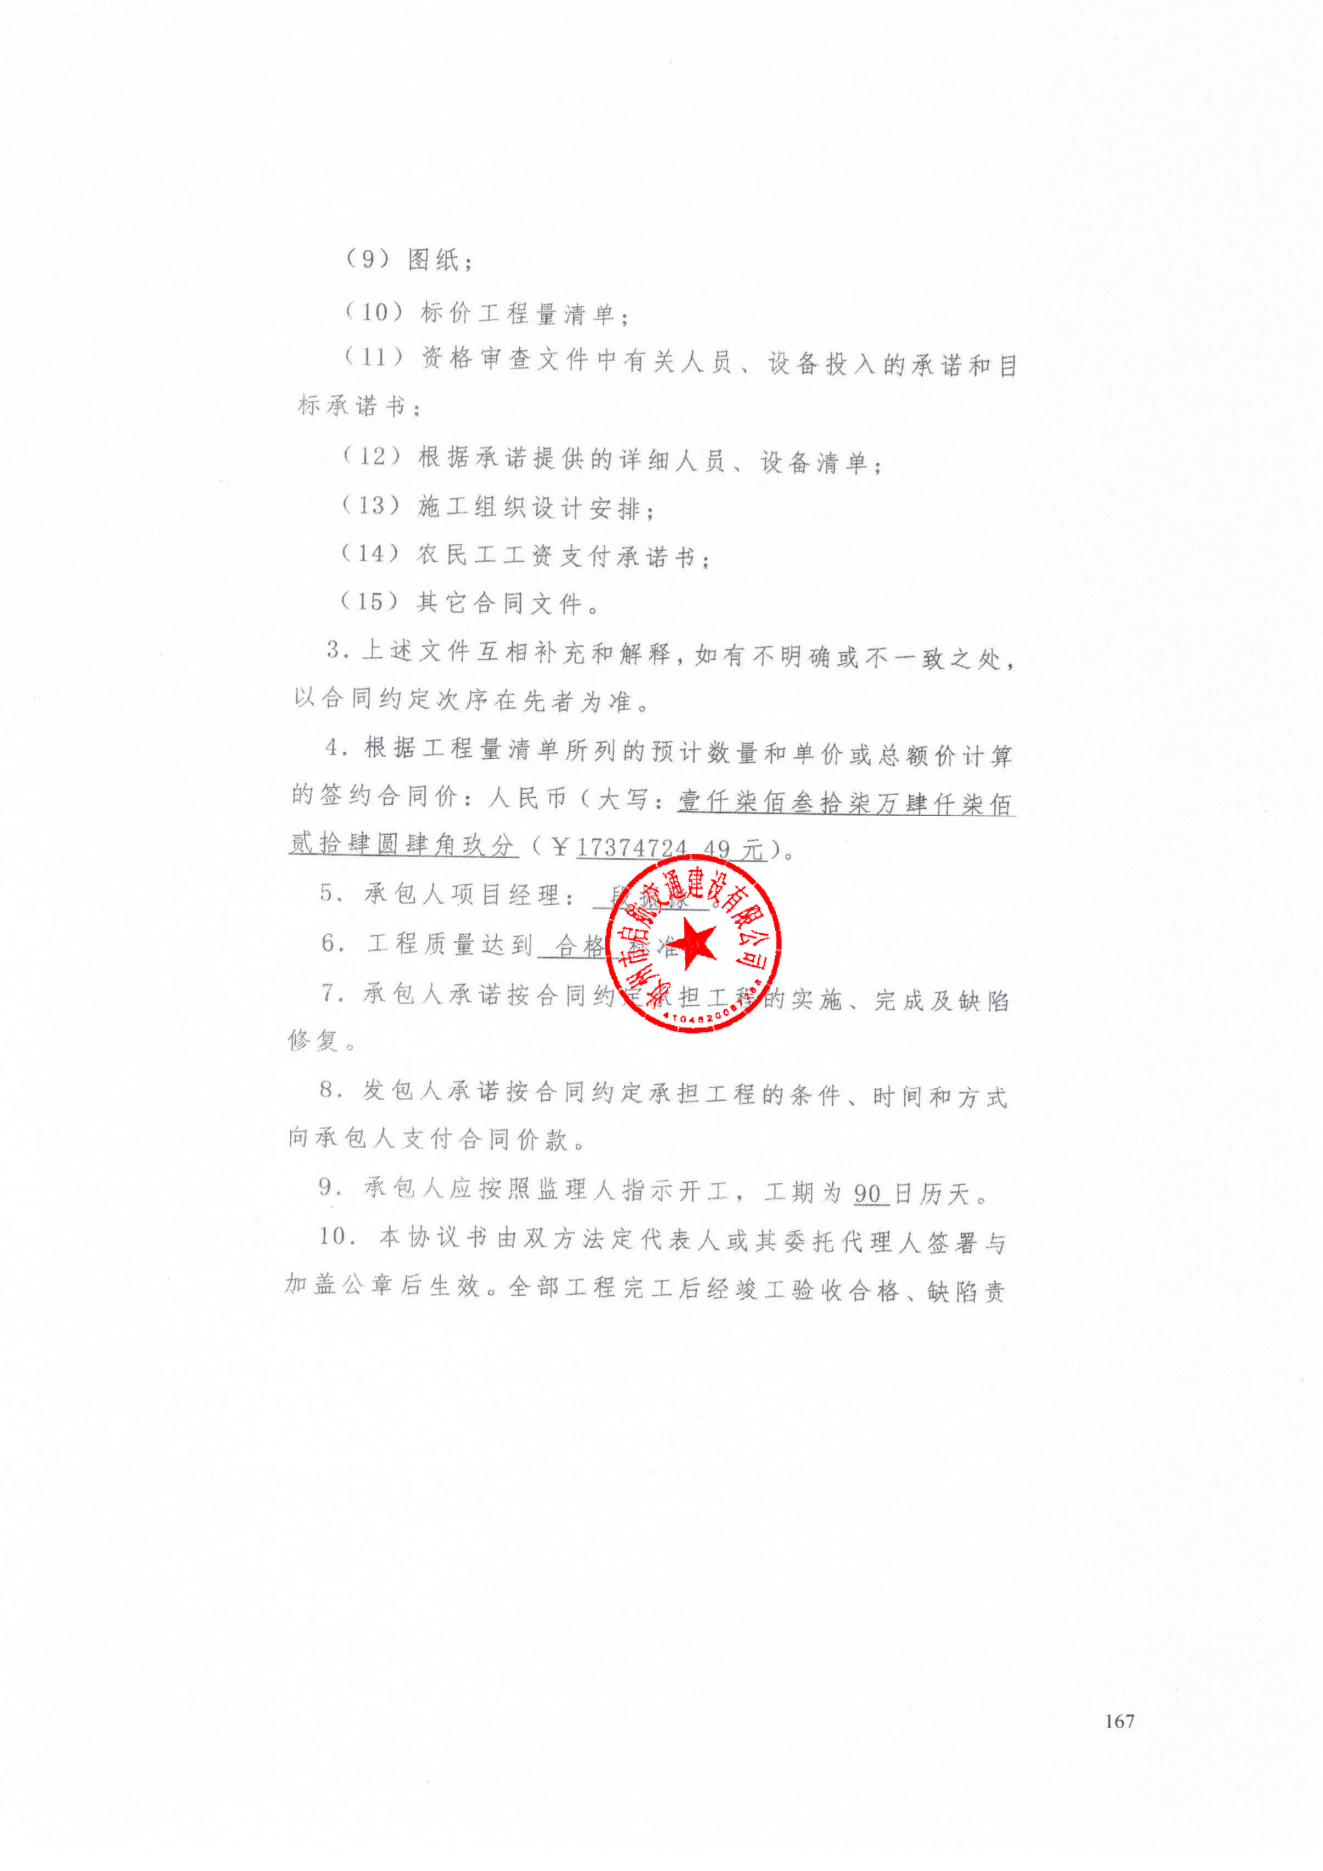 （9）图纸；
（10）标价工程量清单；
（11）资格审查文件中有关人员、设备投入的承诺和目
标承诺书；
（12）根据承诺提供的详细人员、设备清单；
（13）施工组织设计安排；
（14）农民工工资支付承诺书；
（15）其它合同文件。
3．上述文件互相补充和解释，如有不明确或不一致之处，
以合同约定次序在先者为准。
4．根据工程量清单所列的预计数量和单价或总额价计算
的签约合同价：人民币（大写：壹仟柒佰叁拾柒万肆仟柒佰
贰拾肆圆肆角玖分（￥17374724.49元）。
5．承包人项目经理：段。
6．工程质量达到合格标准
7．承包人承诺按合同约定承担工程的实施、完成及缺陷
修复。
8．发包人承诺按合同约定承担工程的条件、时间和方式
向承包人支付合同价款。
9．承包人应按照监理人指示开工，工期为90日历天。
10．本协议书由双方法定代表人或其委托代理人签署与
加盖公章后生效。全部工程完工后经竣工验收合格、缺陷责
州市启航交通建设有限公司
167